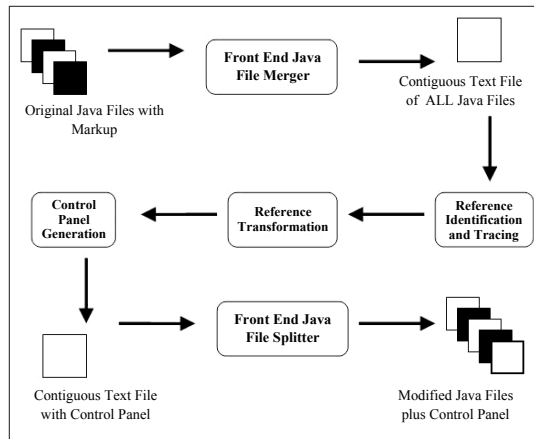 Front End Java
File Merger
Original Java Files with
Markup
Contiguous Text File
of ALL Java Files
Control
Panel
Generation
Reference
Transformation
Reference
Identification
and Tracing
Front End Java
File Splitter
Contiguous Text File
with Control Panel
Modified Java Files
plus Control Panel